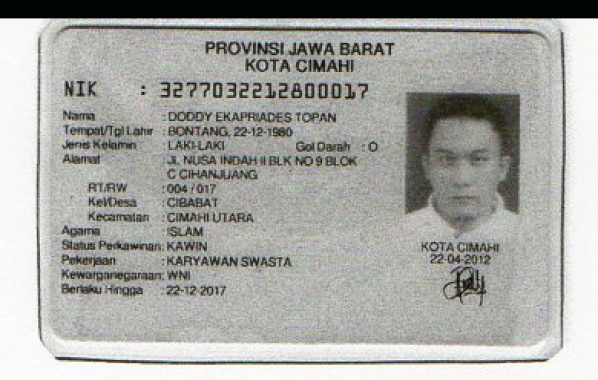 PROVINSI JAWA BARAT
KOTA CIMAHI
NIK : 3277032212800017
Nama : DODDY EKAPRIADES TOPAN
Tempat/Tgl Lahir : BONTANG, 22-12-1980
Jenis Kelamin : LAKI-LAKI Gol Darah : O
Alamat : JL. NUSA INDAH II BLK NO 9 BLOK
C CIHANJUANG
RT/RW : 004 / 017
Kel/Desa : CIBABAT
Kecamatan : CIMAHI UTARA
Agama : ISLAM
Status Perkawinan: KAWIN
Pekerjaan : KARYAWAN SWASTA
Kewarganegaraan: WNI
Berlaku Hingga : 22-12-2017
KOTA CIMAHI
22-04-2012